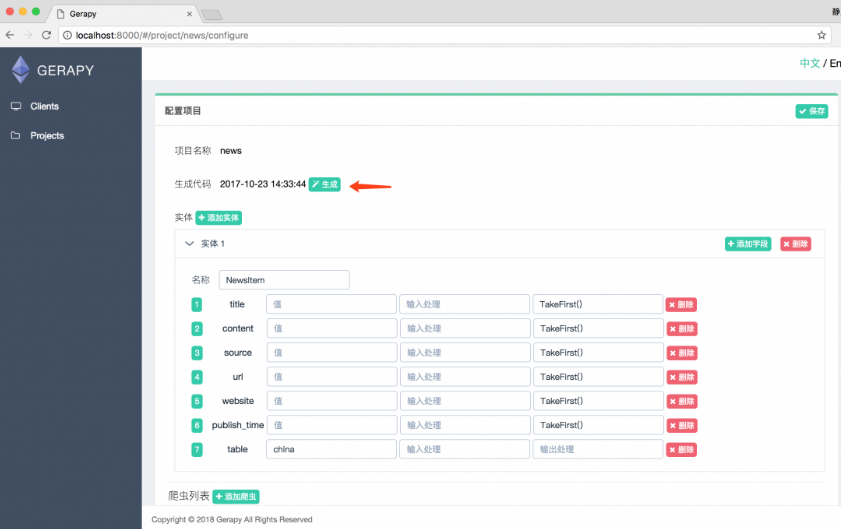 Gerapy
静
localhost:8000/#/project/news/configure
GERAPY
中文 / En
Clients
Projects
配置项目
保存
项目名称 news
生成代码 2017-10-23 14:33:44 生成
实体 添加实体
实体 1 添加字段 删除
名称 NewsItem
1 title 值 输入处理 TakeFirst() 删除
2 content 值 输入处理 TakeFirst() 删除
3 source 值 输入处理 TakeFirst() 删除
4 url 值 输入处理 TakeFirst() 删除
5 website 值 输入处理 TakeFirst() 删除
6 publish_time 值 输入处理 TakeFirst() 删除
7 table china 输入处理 输出处理 删除
爬虫列表 添加爬虫
Copyright © 2018 Gerapy All Rights Reserved